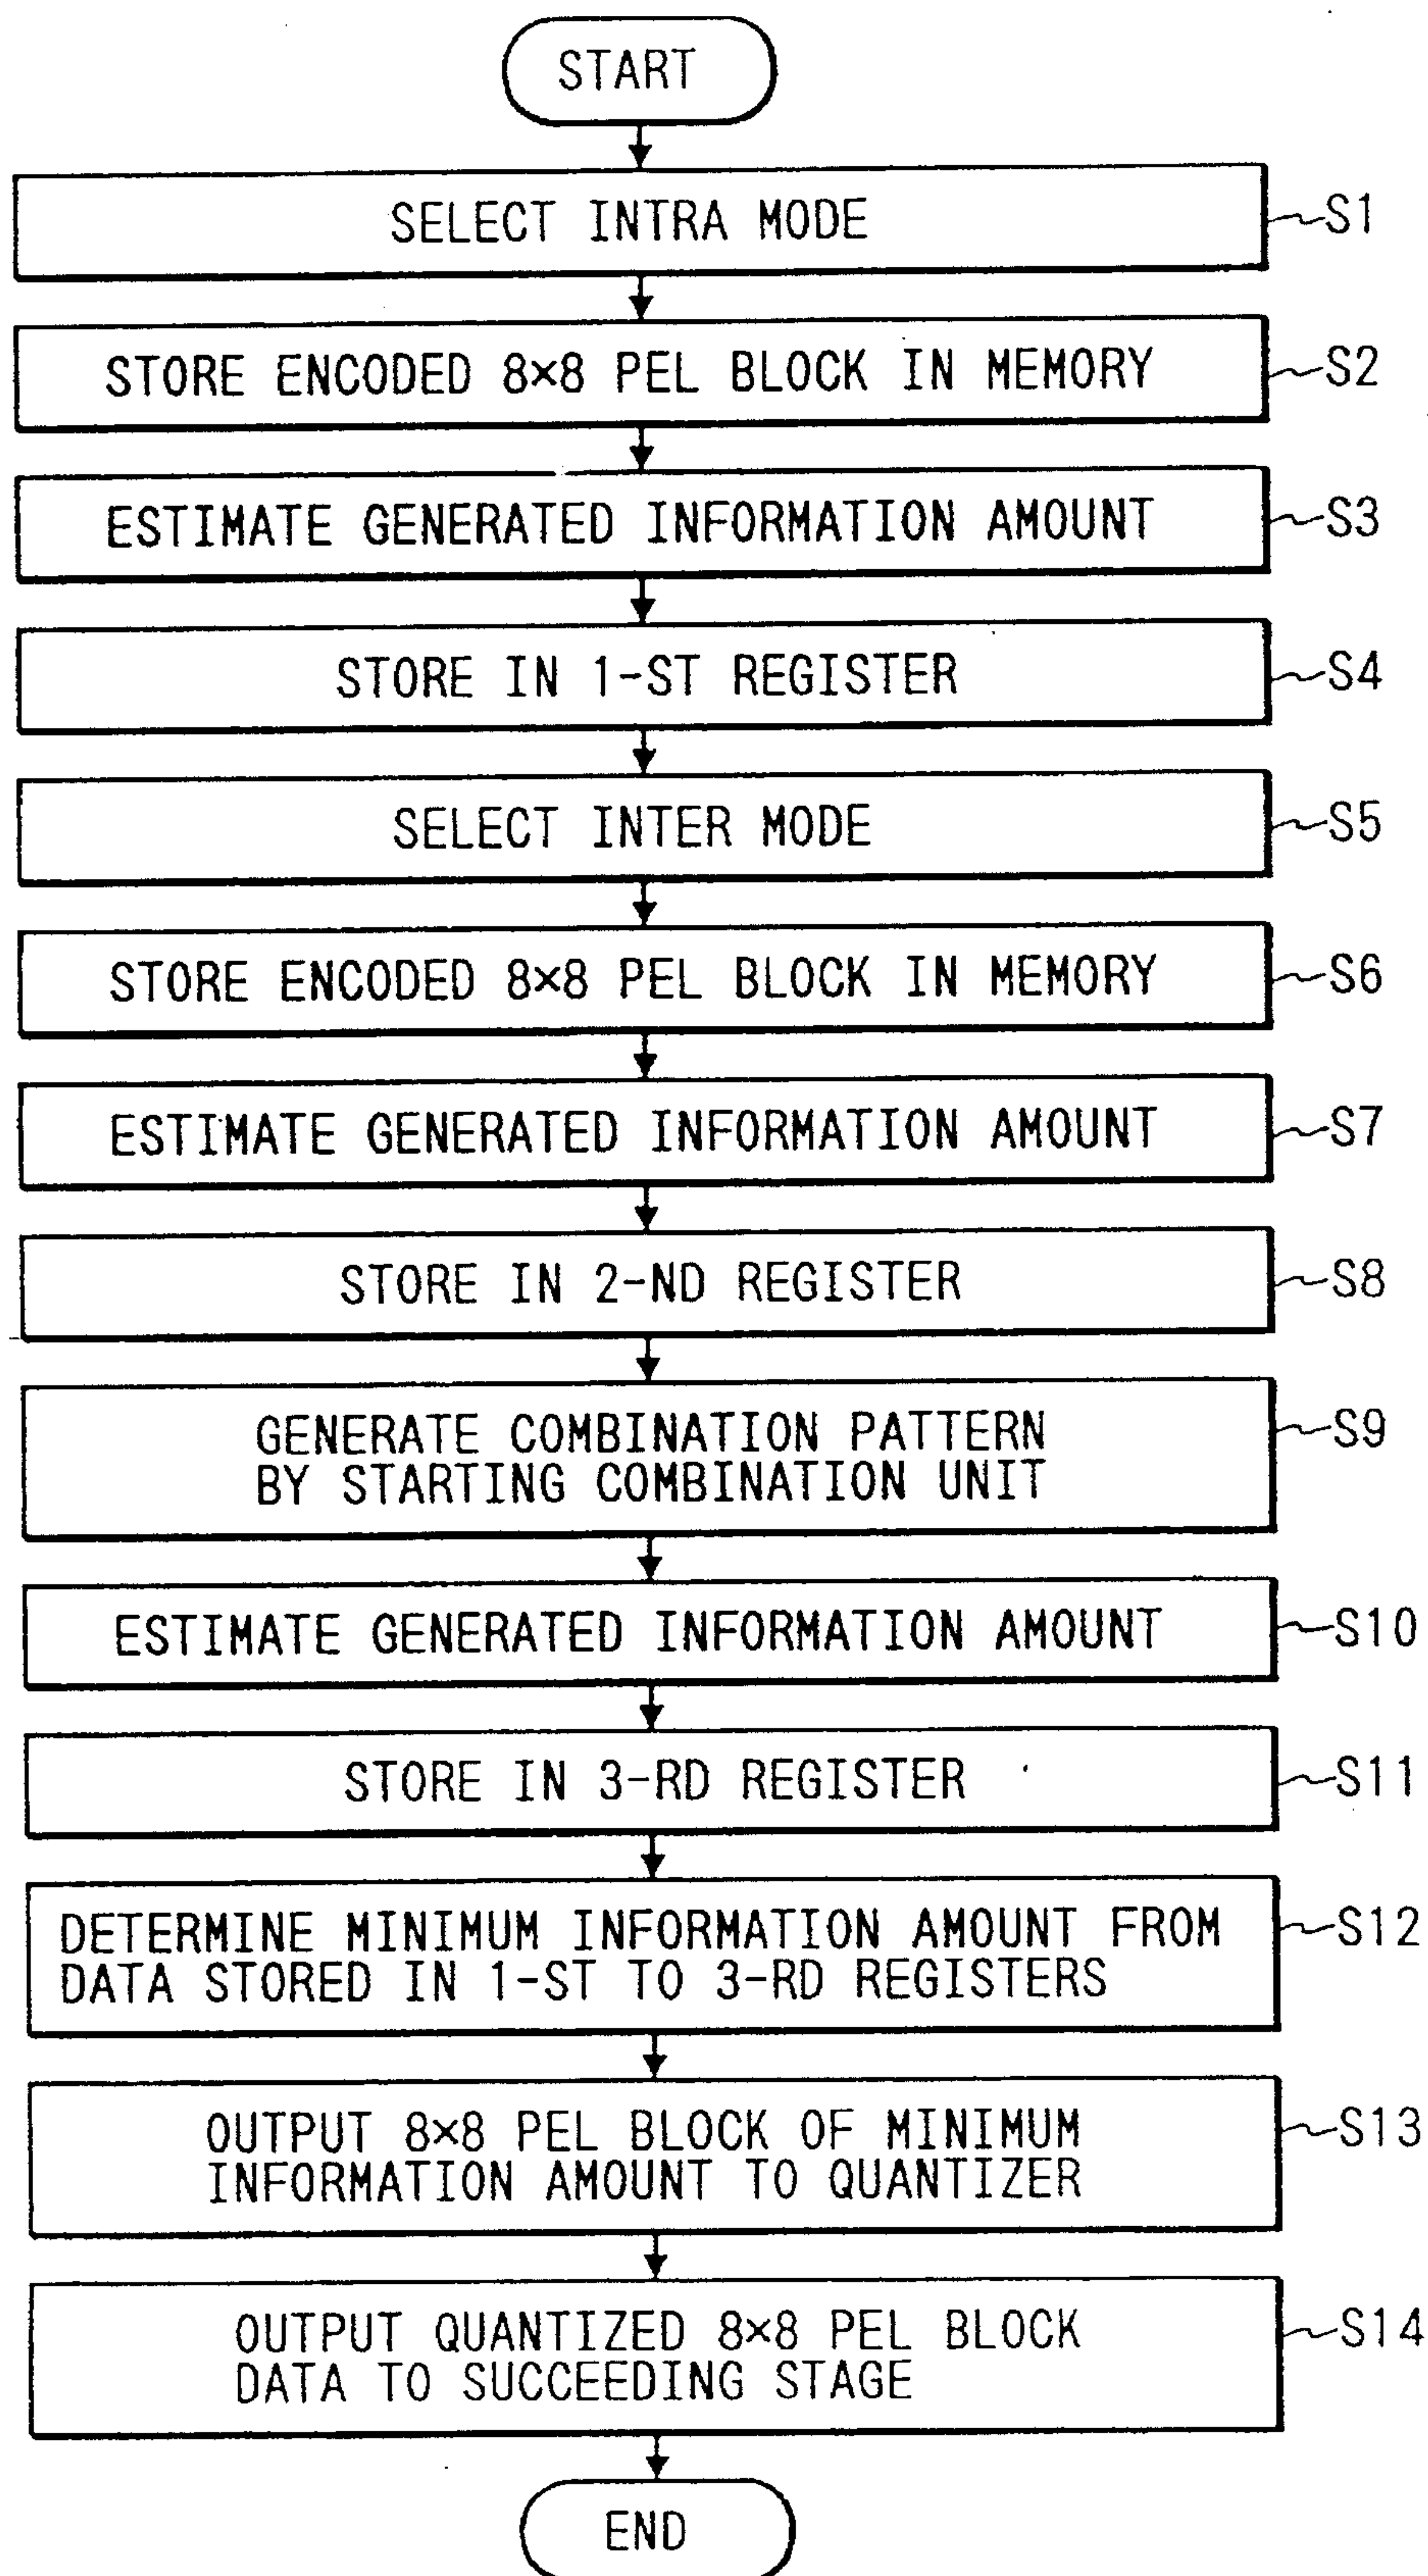 START
SELECT INTRA MODE
S1
STORE ENCODED 8×8 PEL BLOCK IN MEMORY
S2
ESTIMATE GENERATED INFORMATION AMOUNT
S3
STORE IN 1-ST REGISTER
S4
SELECT INTER MODE
S5
STORE ENCODED 8×8 PEL BLOCK IN MEMORY
S6
ESTIMATE GENERATED INFORMATION AMOUNT
S7
STORE IN 2-ND REGISTER
S8
GENERATE COMBINATION PATTERN
BY STARTING COMBINATION UNIT
S9
ESTIMATE GENERATED INFORMATION AMOUNT
S10
STORE IN 3-RD REGISTER
S11
DETERMINE MINIMUM INFORMATION AMOUNT FROM
DATA STORED IN 1-ST TO 3-RD REGISTERS
S12
OUTPUT 8×8 PEL BLOCK OF MINIMUM
INFORMATION AMOUNT TO QUANTIZER
S13
OUTPUT QUANTIZED 8×8 PEL BLOCK
DATA TO SUCCEEDING STAGE
S14
END